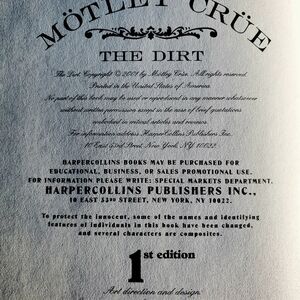 MÖTLEY CRÜE
THE DIRT
The Dirt. Copyright © 2001 by Mötley Crüe. All rights reserved.
Printed in the United States of America.
No part of this book may be used or reproduced in any manner whatsoever
without written permission except in the case of brief quotations
embodied in critical articles and reviews.
For information address HarperCollins Publishers Inc.,
10 East 53rd Street, New York, NY 10022.
HARPERCOLLINS BOOKS MAY BE PURCHASED FOR
EDUCATIONAL, BUSINESS, OR SALES PROMOTIONAL USE.
FOR INFORMATION PLEASE WRITE: SPECIAL MARKETS DEPARTMENT,
HARPERCOLLINS PUBLISHERS INC.,
10 EAST 53RD STREET, NEW YORK, NY 10022.
To protect the innocent, some of the names and identifying
features of individuals in this book have been changed,
and several characters are composites.
1st edition
Art direction and design